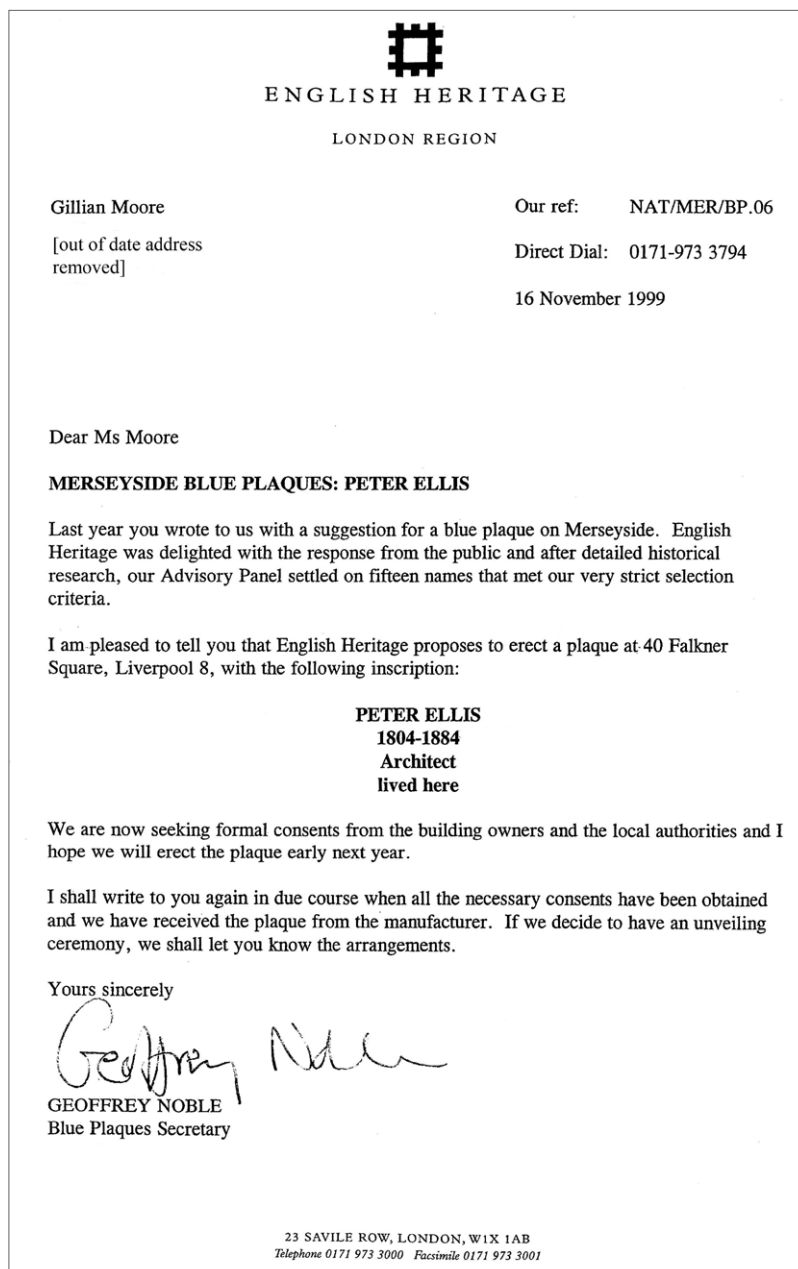 ENGLISH HERITAGE
LONDON REGION
Gillian Moore
[out of date address
removed]
Our ref: NAT/MER/BP.06
Direct Dial: 0171-973 3794
16 November 1999
Dear Ms Moore
MERSEYSIDE BLUE PLAQUES: PETER ELLIS
Last year you wrote to us with a suggestion for a blue plaque on Merseyside. English
Heritage was delighted with the response from the public and after detailed historical
research, our Advisory Panel settled on fifteen names that met our very strict selection
criteria.
I am pleased to tell you that English Heritage proposes to erect a plaque at 40 Falkner
Square, Liverpool 8, with the following inscription:
PETER ELLIS
1804-1884
Architect
lived here
We are now seeking formal consents from the building owners and the local authorities and I
hope we will erect the plaque early next year.
I shall write to you again in due course when all the necessary consents have been obtained
and we have received the plaque from the manufacturer. If we decide to have an unveiling
ceremony, we shall let you know the arrangements.
Yours sincerely
Geoffrey Noble
GEOFFREY NOBLE
Blue Plaques Secretary
23 SAVILE ROW, LONDON, W1X 1AB
Telephone 0171 973 3000 Facsimile 0171 973 3001